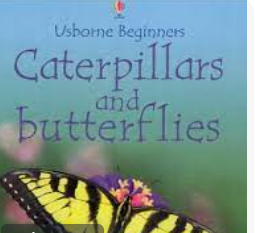 Usborne Beginners
Caterpillars
and
butterflies